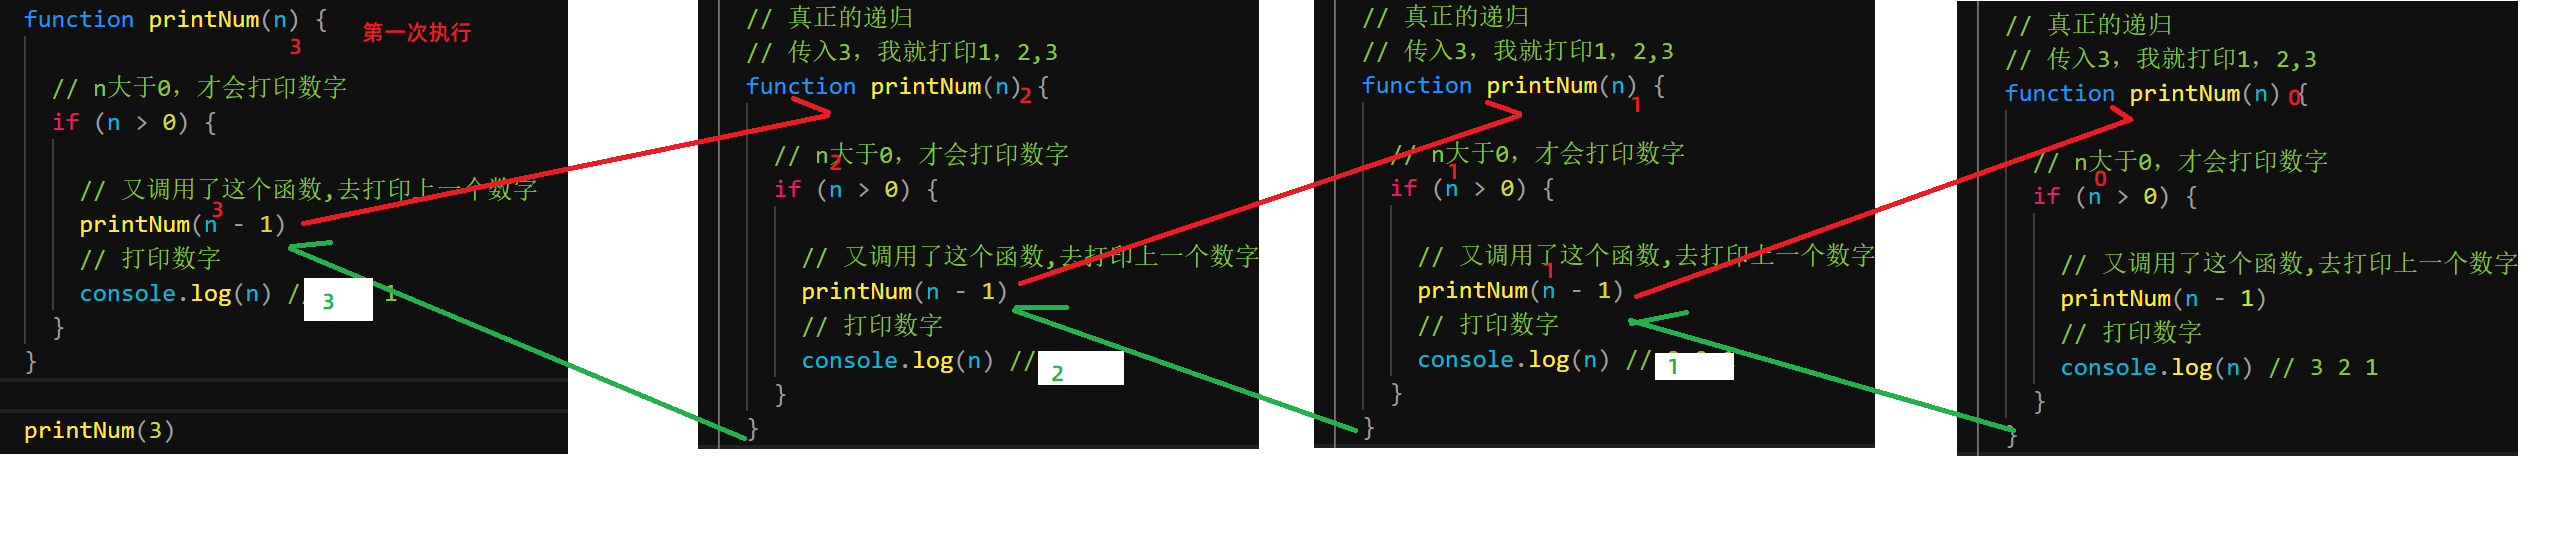 function printNum(n) {
3
第一次执行
// n大于0，才会打印数字
if (n > 0) {
// 又调用了这个函数,去打印上一个数字
3
printNum(n - 1)
// 打印数字
console.log(n) //
3
1
}
}
printNum(3)
// 真正的递归
// 传入3，我就打印1，2,3
function printNum(n) {
2
// n大于0，才会打印数字
2
if (n > 0) {
// 又调用了这个函数,去打印上一个数字
printNum(n - 1)
// 打印数字
console.log(n) //
2
}
}
// 真正的递归
// 传入3，我就打印1，2,3
function printNum(n) {
1
// n大于0，才会打印数字
1
if (n > 0) {
// 又调用了这个函数,去打印上一个数字
1
printNum(n - 1)
// 打印数字
console.log(n) //
1
}
}
// 真正的递归
// 传入3，我就打印1，2,3
function printNum(n) {
0
// n大于0，才会打印数字
0
if (n > 0) {
// 又调用了这个函数,去打印上一个数字
printNum(n - 1)
// 打印数字
console.log(n) // 3 2 1
}
}